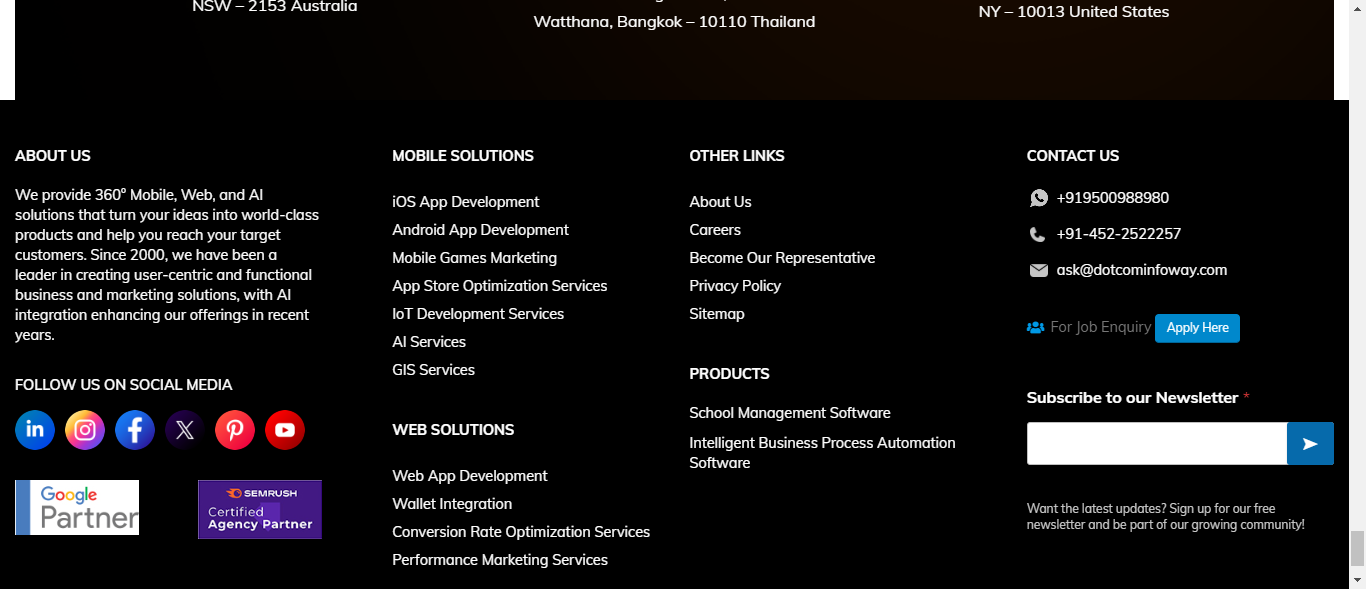 NSW – 2153 Australia
Watthana, Bangkok – 10110 Thailand
NY – 10013 United States
ABOUT US
We provide 360° Mobile, Web, and AI
solutions that turn your ideas into world-class
products and help you reach your target
customers. Since 2000, we have been a
leader in creating user-centric and functional
business and marketing solutions, with AI
integration enhancing our offerings in recent
years.
FOLLOW US ON SOCIAL MEDIA
in
f
X
Google
Partner
SEMRUSH
Certified
Agency Partner
MOBILE SOLUTIONS
iOS App Development
Android App Development
Mobile Games Marketing
App Store Optimization Services
IoT Development Services
AI Services
GIS Services
WEB SOLUTIONS
Web App Development
Wallet Integration
Conversion Rate Optimization Services
Performance Marketing Services
OTHER LINKS
About Us
Careers
Become Our Representative
Privacy Policy
Sitemap
PRODUCTS
School Management Software
Intelligent Business Process Automation
Software
CONTACT US
+919500988980
+91-452-2522257
ask@dotcominfoway.com
For Job Enquiry Apply Here
Subscribe to our Newsletter *
Want the latest updates? Sign up for our free
newsletter and be part of our growing community!